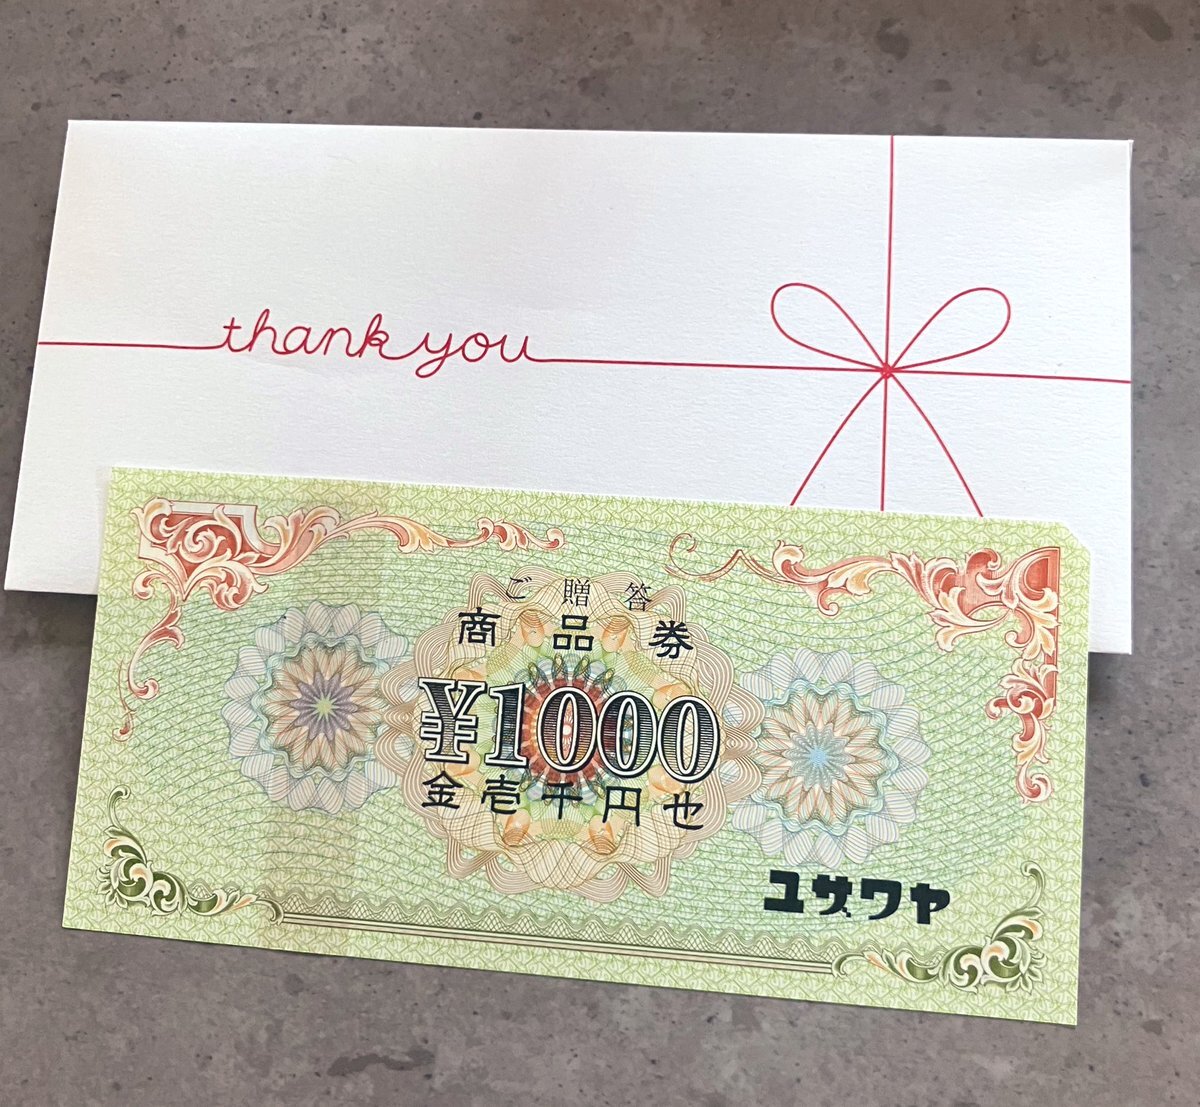 thank you
ご贈答
商品券
¥1000
金壱千円也
ユザワヤ